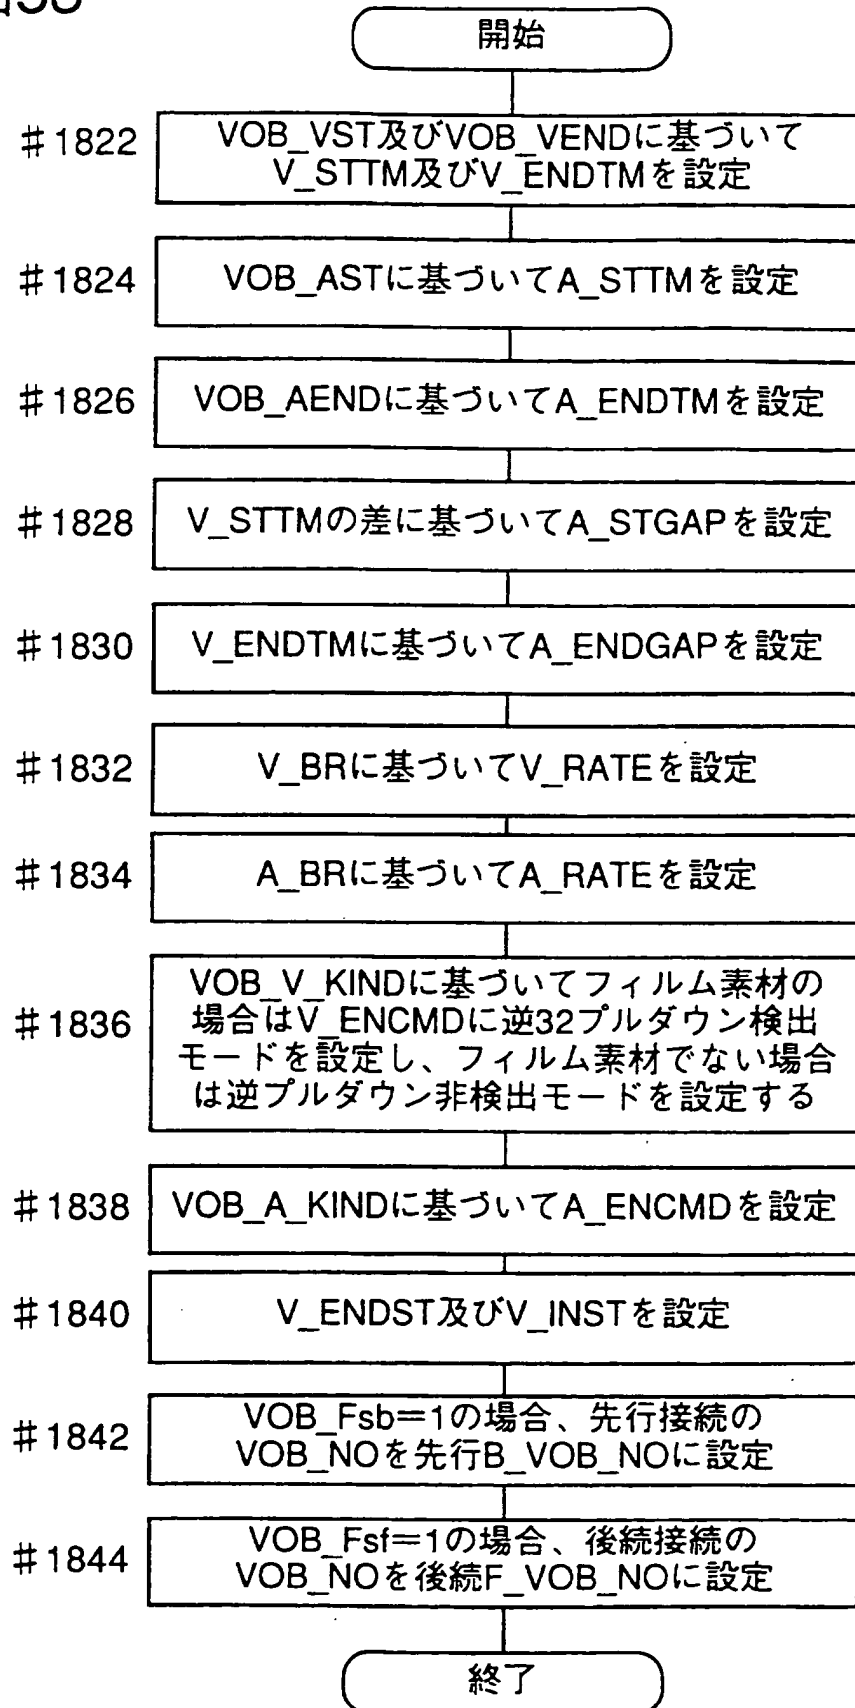 開始
#1822
VOB_VST及びVOB_VENDに基づいて
V_STTM及びV_ENDTMを設定
#1824
VOB_ASTに基づいてA_STTMを設定
#1826
VOB_AENDに基づいてA_ENDTMを設定
#1828
V_STTMの差に基づいてA_STGAPを設定
#1830
V_ENDTMに基づいてA_ENDGAPを設定
#1832
V_BRに基づいてV_RATEを設定
#1834
A_BRに基づいてA_RATEを設定
#1836
VOB_V_KINDに基づいてフィルム素材の
場合はV_ENCMDに逆32プルダウン検出
モードを設定し、フィルム素材でない場合
は逆プルダウン非検出モードを設定する
#1838
VOB_A_KINDに基づいてA_ENCMDを設定
#1840
V_ENDST及びV_INSTを設定
#1842
VOB_Fsb=1の場合、先行接続の
VOB_NOを先行B_VOB_NOに設定
#1844
VOB_Fsf=1の場合、後続接続の
VOB_NOを後続F_VOB_NOに設定
終了